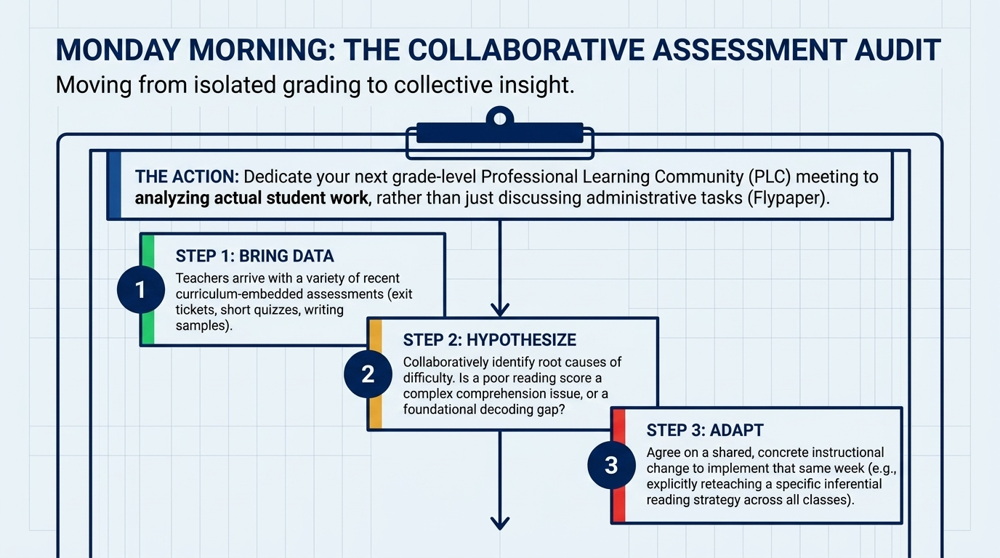 MONDAY MORNING: THE COLLABORATIVE ASSESSMENT AUDIT
Moving from isolated grading to collective insight.
THE ACTION: Dedicate your next grade-level Professional Learning Community (PLC) meeting to
analyzing actual student work, rather than just discussing administrative tasks (Flypaper).
1
STEP 1: BRING DATA
Teachers arrive with a variety of recent
curriculum-embedded assessments (exit
tickets, short quizzes, writing
samples).
2
STEP 2: HYPOTHESIZE
Collaboratively identify root causes of
difficulty. Is a poor reading score a
complex comprehension issue, or a
foundational decoding gap?
3
STEP 3: ADAPT
Agree on a shared, concrete instructional
change to implement that same week (e.g.,
explicitly reteaching a specific inferential
reading strategy across all classes).